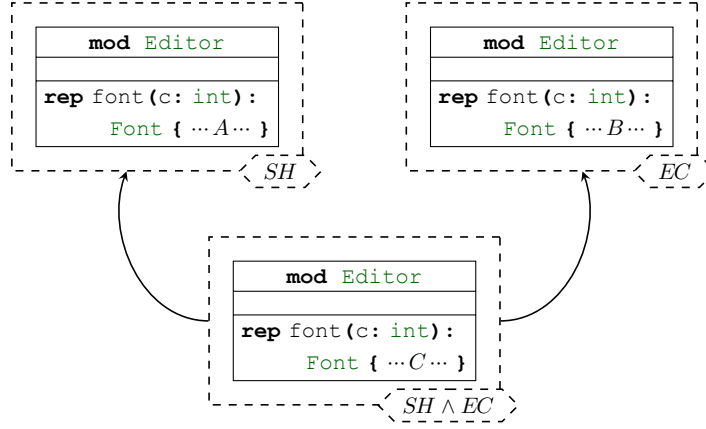 mod Editor
rep font(c: int):
Font { ⋯A⋯ }
SH
mod Editor
rep font(c: int):
Font { ⋯B⋯ }
EC
mod Editor
rep font(c: int):
Font { ⋯C⋯ }
SH ∧ EC